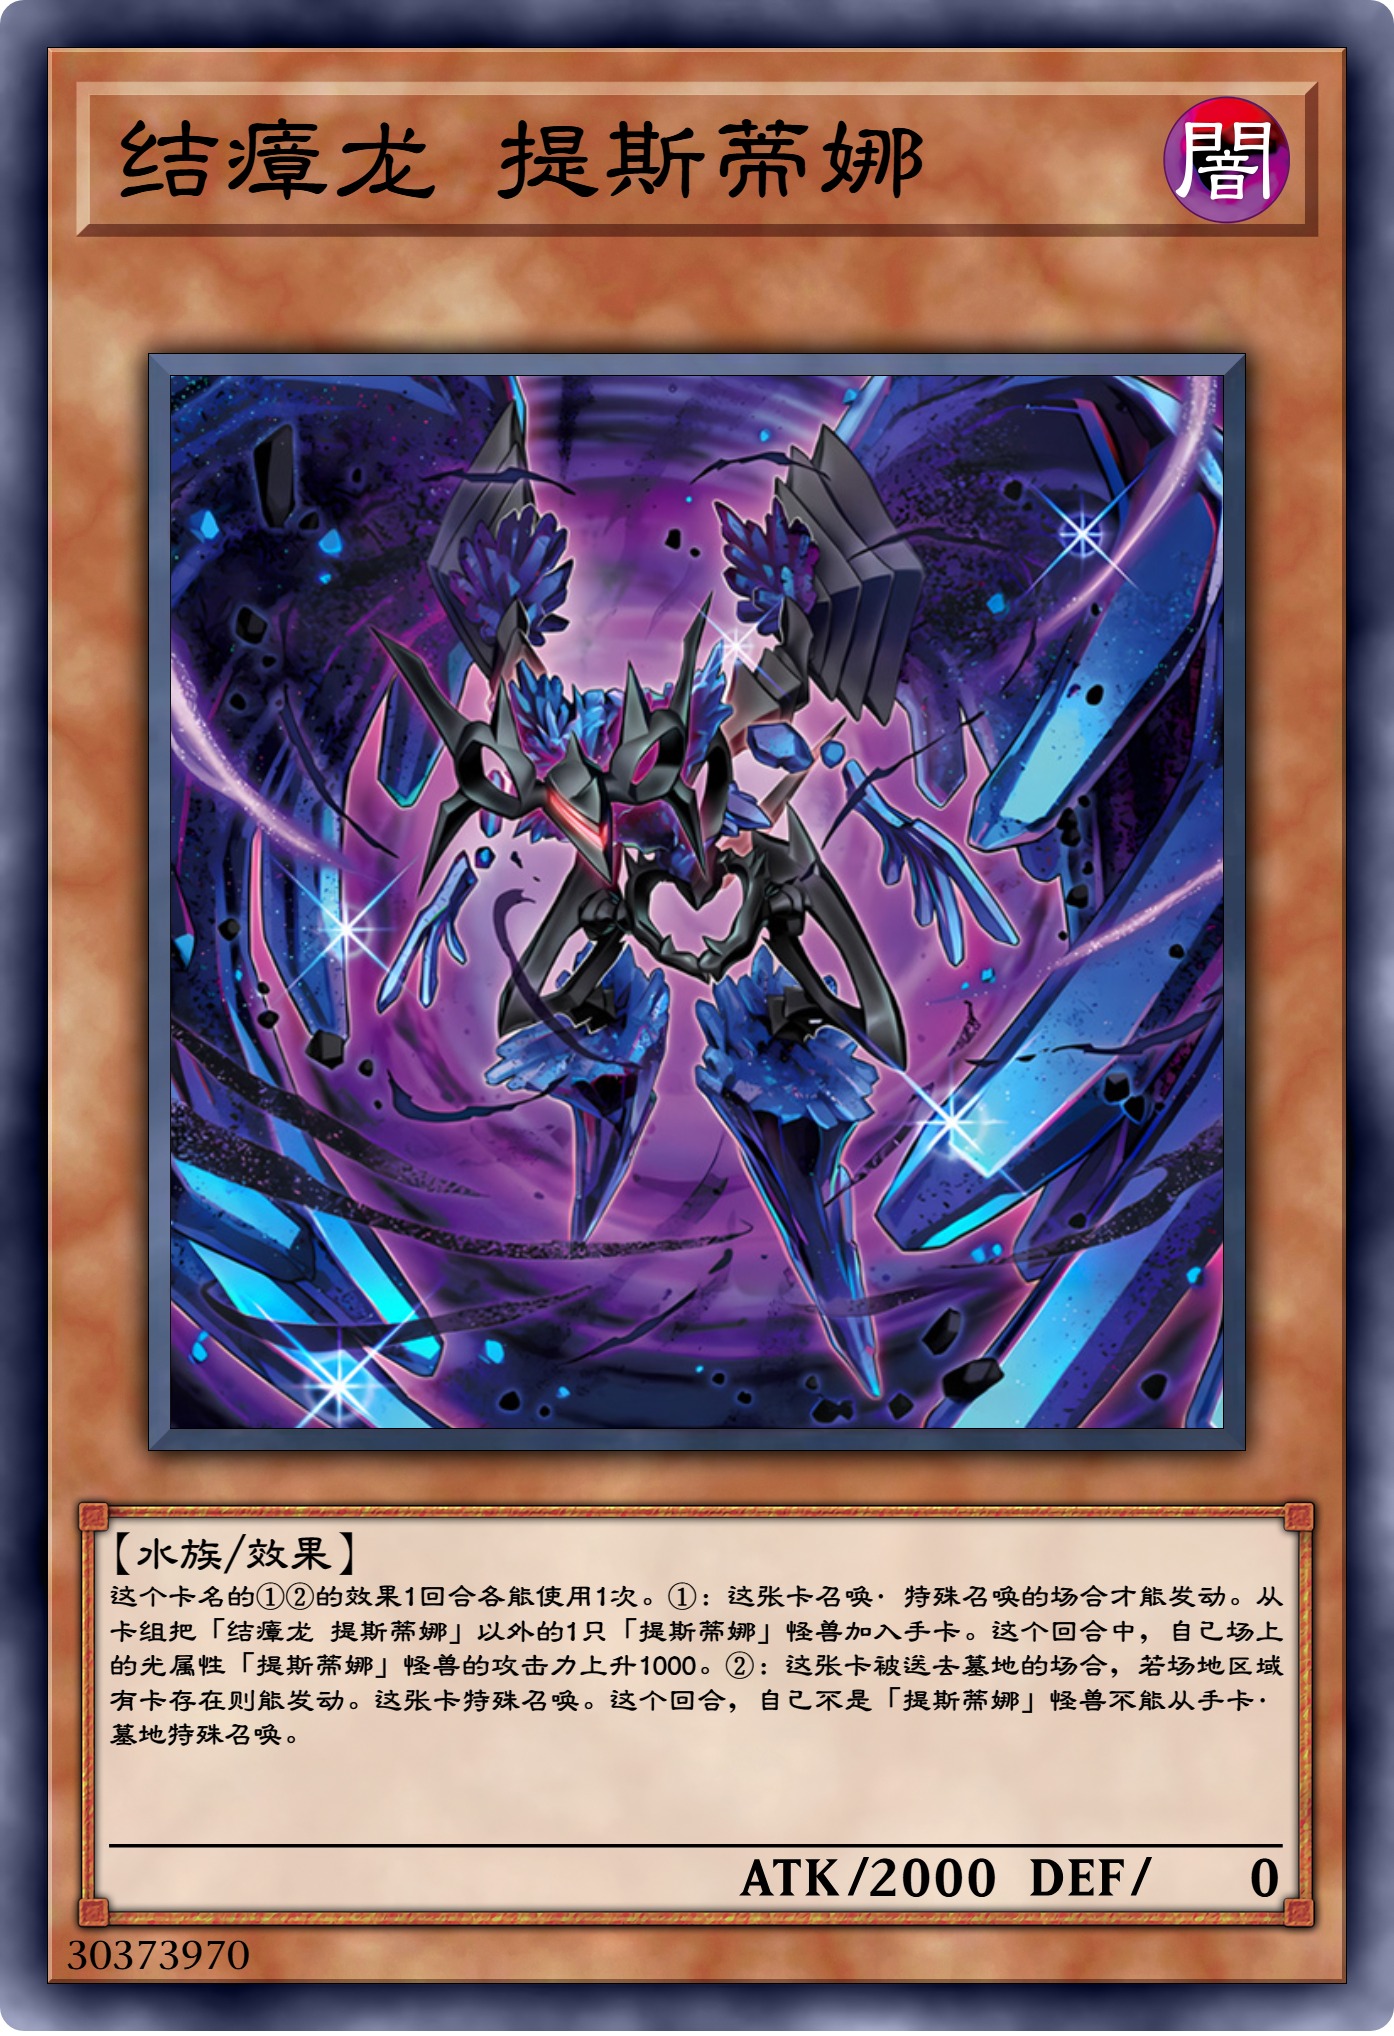 结瘴龙 提斯蒂娜
闇
【水族/效果】
这个卡名的①②的效果1回合各能使用1次。①：这张卡召唤·特殊召唤的场合才能发动。从
卡组把「结瘴龙 提斯蒂娜」以外的1只「提斯蒂娜」怪兽加入手卡。这个回合中，自己场上
的光属性「提斯蒂娜」怪兽的攻击力上升1000。②：这张卡被送去墓地的场合，若场地区域
有卡存在则能发动。这张卡特殊召唤。这个回合，自己不是「提斯蒂娜」怪兽不能从手卡·
墓地特殊召唤。
ATK/2000 DEF/ 0
30373970